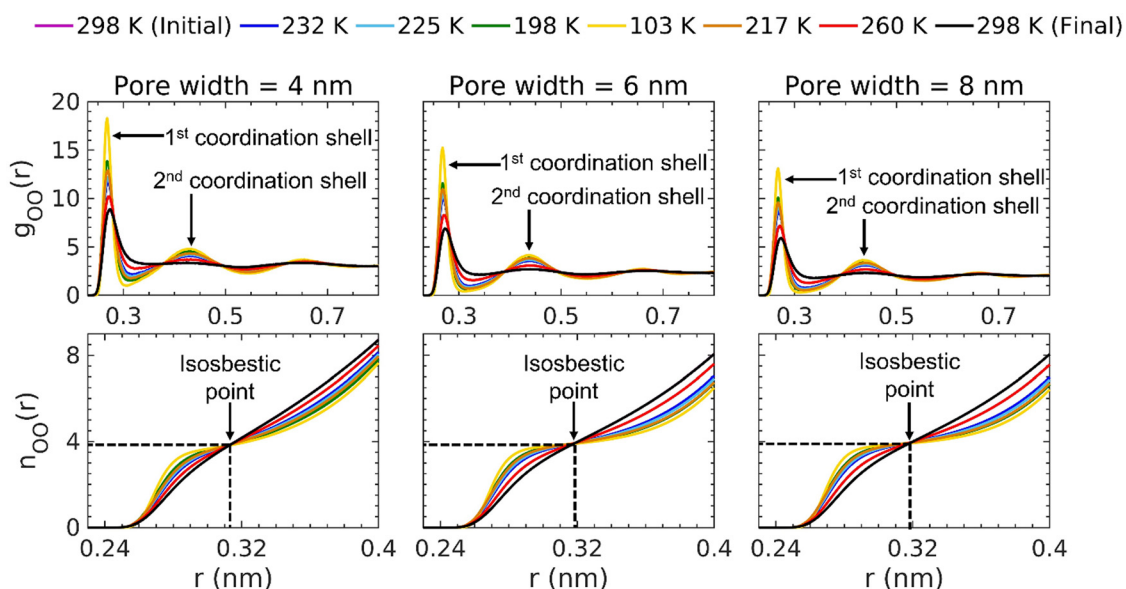 298 K (Initial) 232 K 225 K 198 K 103 K 217 K 260 K 298 K (Final)
Pore width = 4 nm Pore width = 6 nm Pore width = 8 nm
20
15
10
5
0
gOO(r)
1st coordination shell
2nd coordination shell
0.3 0.5 0.7
1st coordination shell
2nd coordination shell
0.3 0.5 0.7
1st coordination shell
2nd coordination shell
0.3 0.5 0.7
8
4
0
nOO(r)
Isosbestic
point
0.24 0.32 0.4
r (nm)
Isosbestic
point
0.24 0.32 0.4
r (nm)
Isosbestic
point
0.24 0.32 0.4
r (nm)